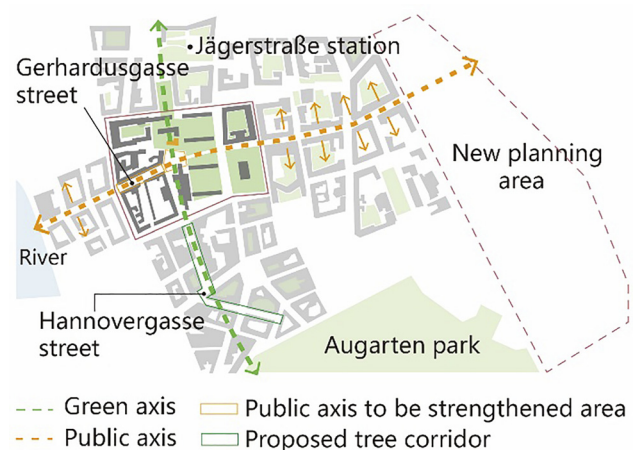 •Jägerstraße station
Gerhardusgasse
street
New planning
area
River
Hannovergasse
street
Augarten park
Green axis
Public axis to be strengthened area
Public axis
Proposed tree corridor